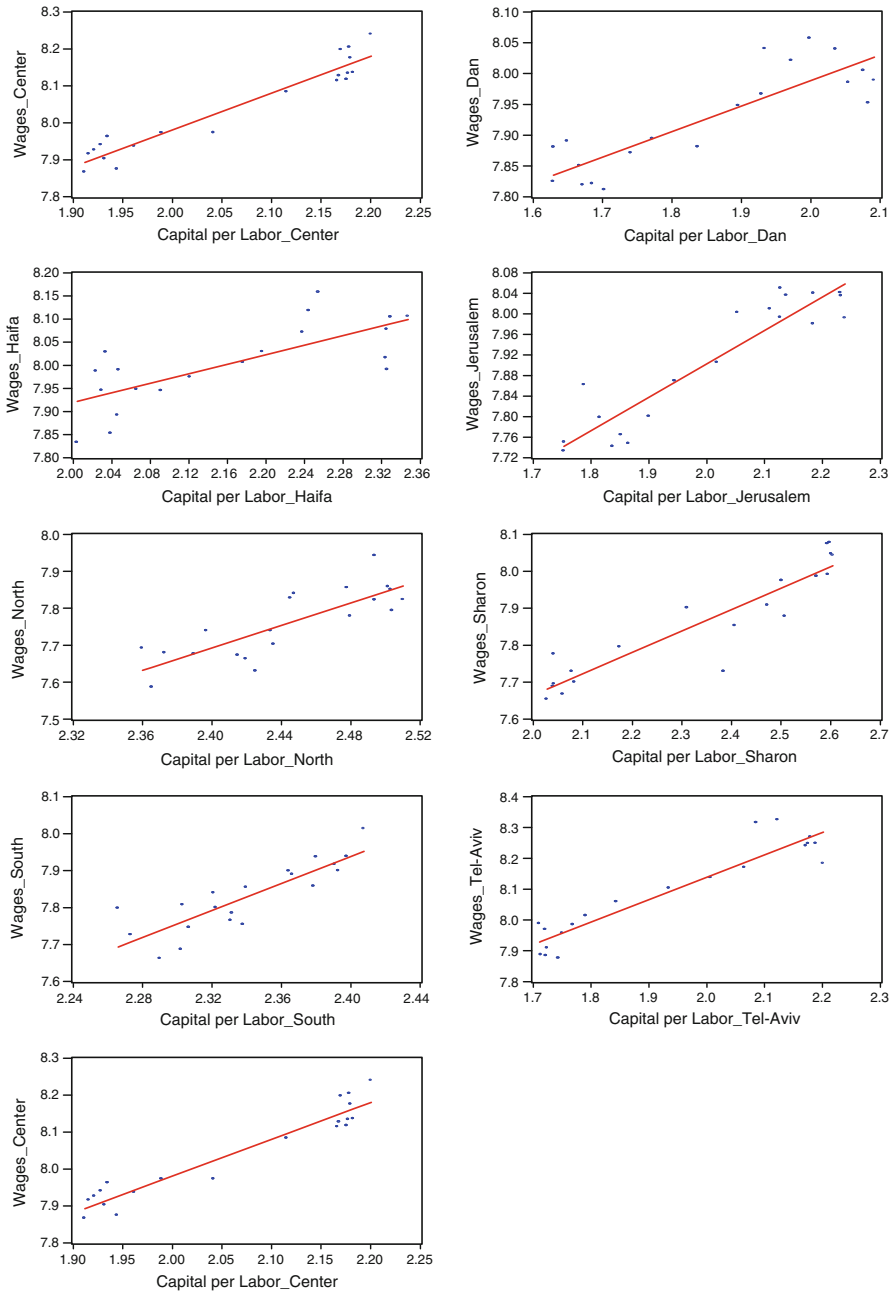 Wages_Center
8.3
8.2
8.1
8.0
7.9
7.8
1.90 1.95 2.00 2.05 2.10 2.15 2.20 2.25
Capital per Labor_Center
Wages_Dan
8.10
8.05
8.00
7.95
7.90
7.85
7.80
1.6 1.7 1.8 1.9 2.0 2.1
Capital per Labor_Dan
Wages_Haifa
8.20
8.15
8.10
8.05
8.00
7.95
7.90
7.85
7.80
2.00 2.04 2.08 2.12 2.16 2.20 2.24 2.28 2.32 2.36
Capital per Labor_Haifa
Wages_Jerusalem
8.08
8.04
8.00
7.96
7.92
7.88
7.84
7.80
7.76
7.72
1.7 1.8 1.9 2.0 2.1 2.2 2.3
Capital per Labor_Jerusalem
Wages_North
8.0
7.9
7.8
7.7
7.6
7.5
2.32 2.36 2.40 2.44 2.48 2.52
Capital per Labor_North
Wages_Sharon
8.1
8.0
7.9
7.8
7.7
7.6
2.0 2.1 2.2 2.3 2.4 2.5 2.6 2.7
Capital per Labor_Sharon
Wages_South
8.1
8.0
7.9
7.8
7.7
7.6
2.24 2.28 2.32 2.36 2.40 2.44
Capital per Labor_South
Wages_Tel-Aviv
8.4
8.3
8.2
8.1
8.0
7.9
7.8
1.7 1.8 1.9 2.0 2.1 2.2 2.3
Capital per Labor_Tel-Aviv
Wages_Center
8.3
8.2
8.1
8.0
7.9
7.8
1.90 1.95 2.00 2.05 2.10 2.15 2.20 2.25
Capital per Labor_Center